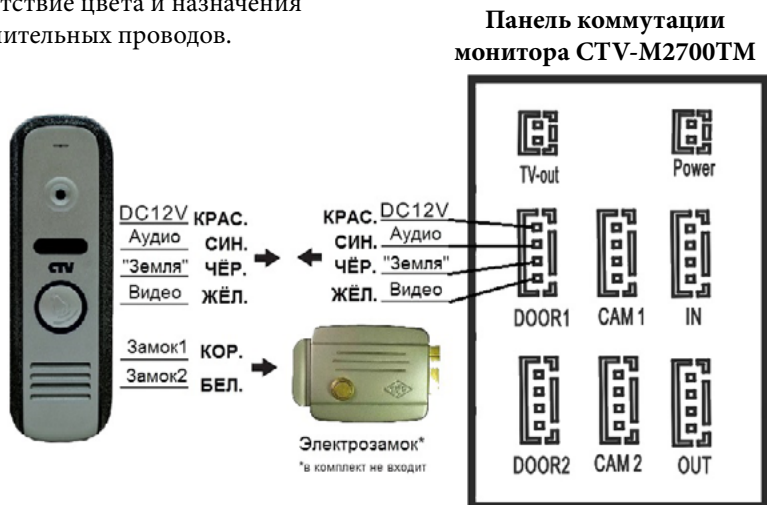 тствие цвета и назначения
нительных проводов.
Панель коммутации
монитора CTV-M2700TM
TV-out
Power
DC12V КРАС.
Аудио СИН.
"Земля" ЧЁР.
Видео ЖЁЛ.
КРАС. DC12V
СИН. Аудио
ЧЁР. "Земля"
ЖЁЛ. Видео
CTV
DOOR1
CAM 1
IN
Замок1 КОР.
Замок2 БЕЛ.
Электрозамок*
*в комплект не входит
DOOR2
CAM 2
OUT